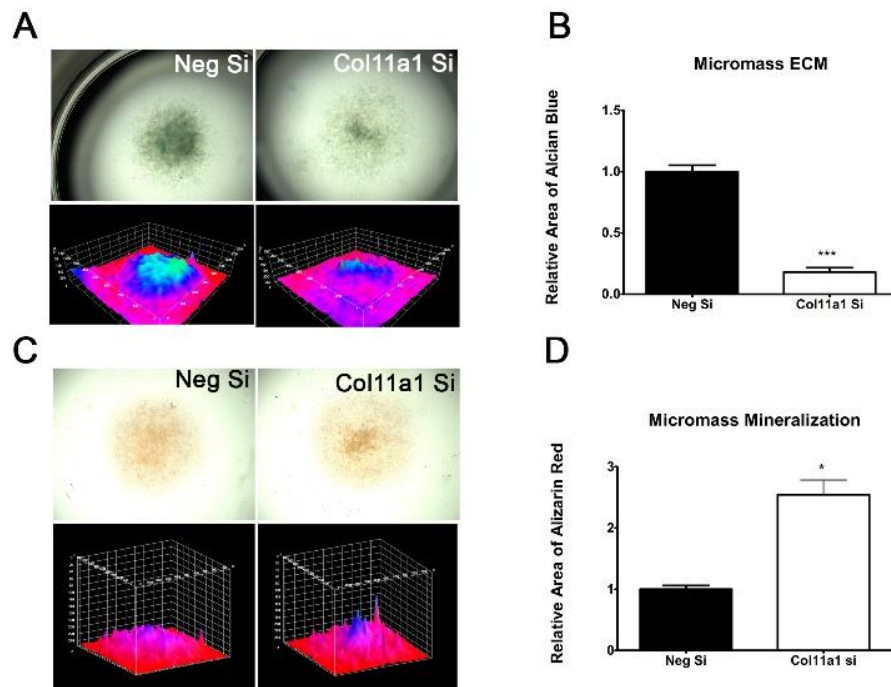 A
Neg Si
Col11a1 Si
B
Micromass ECM
Relative Area of Alcian Blue
1.5
1.0
0.5
0.0
***
Neg Si
Col11a1 Si
C
Neg Si
Col11a1 Si
D
Micromass Mineralization
Relative Area of Alizarin Red
3
2
1
0
*
Neg Si
Col11a1 si